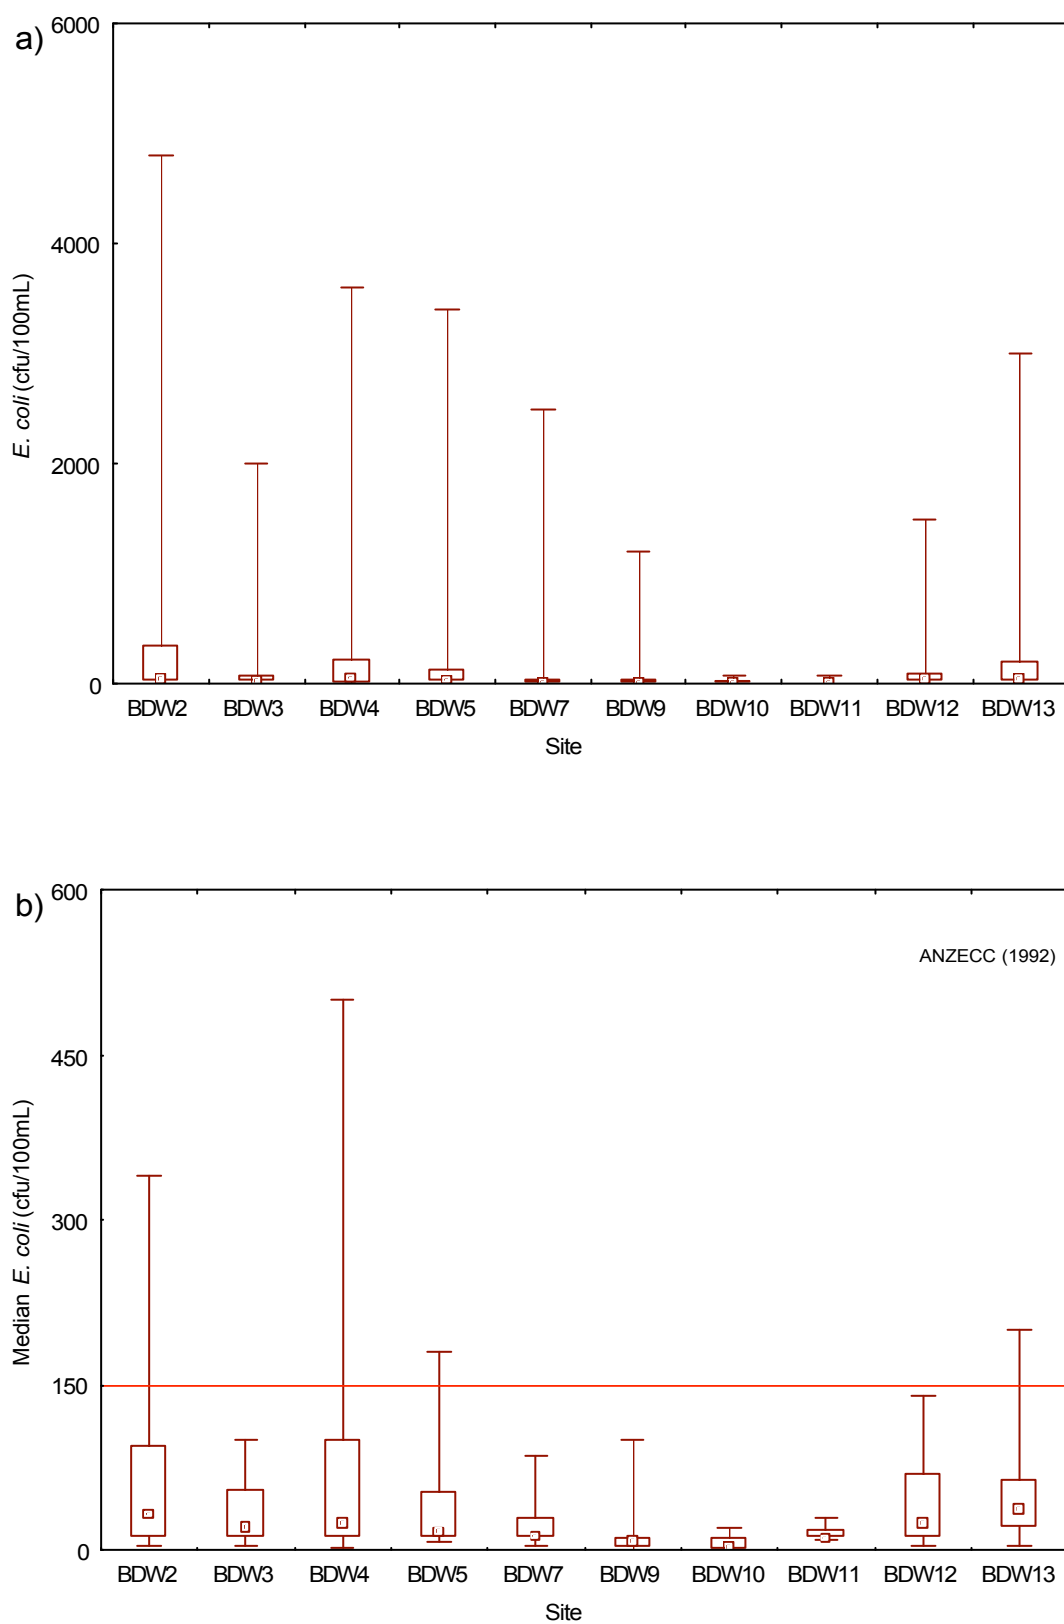 a)
6000
4000
2000
0
E. coli (cfu/100mL)
BDW2 BDW3 BDW4 BDW5 BDW7 BDW9 BDW10 BDW11 BDW12 BDW13
Site
b)
600
450
300
150
0
Median E. coli (cfu/100mL)
ANZECC (1992)
BDW2 BDW3 BDW4 BDW5 BDW7 BDW9 BDW10 BDW11 BDW12 BDW13
Site